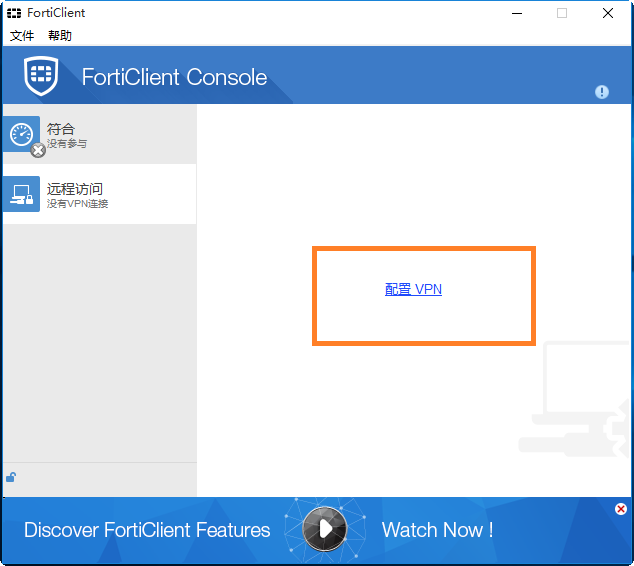 FortiClient
文件 帮助
FortiClient Console
符合
没有参与
远程访问
没有VPN连接
配置 VPN
Discover FortiClient Features
Watch Now !